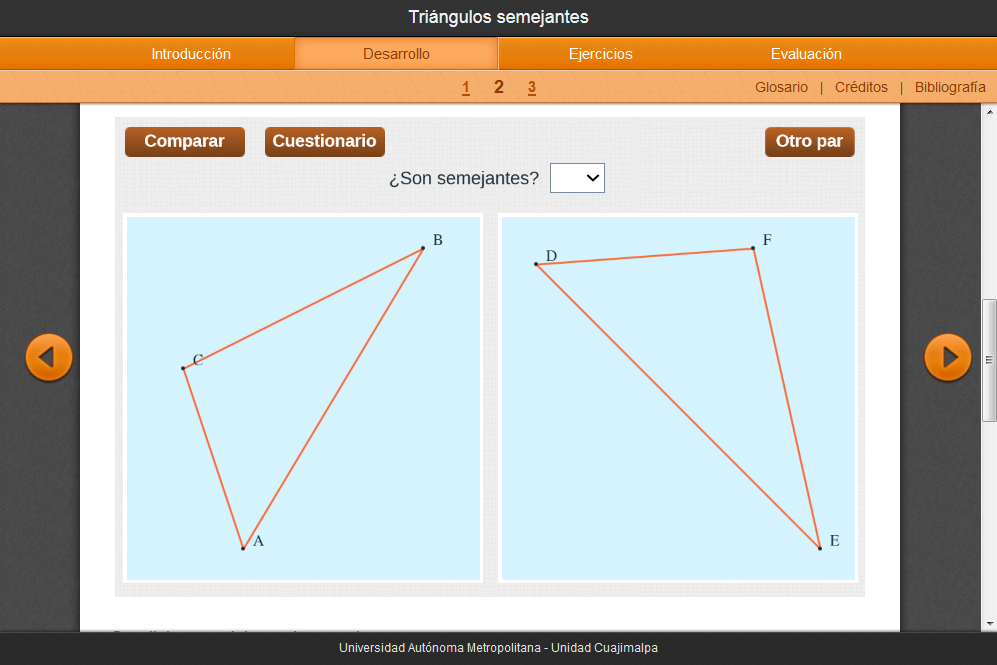 Triángulos semejantes
Introducción Desarrollo Ejercicios Evaluación
1 2 3 Glosario | Créditos | Bibliografía
Comparar Cuestionario Otro par
¿Son semejantes?
B
C
A
D
F
E
Universidad Autónoma Metropolitana - Unidad Cuajimalpa